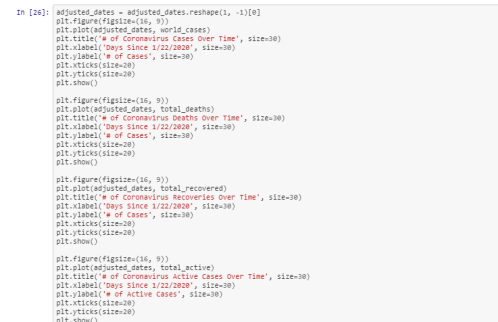 In [26]: adjusted_dates = adjusted_dates.reshape(1, -1)[0]
plt.figure(figsize=(16, 9))
plt.plot(adjusted_dates, world_cases)
plt.title('# of Coronavirus Cases Over Time', size=30)
plt.xlabel('Days Since 1/22/2020', size=30)
plt.ylabel('# of Cases', size=30)
plt.xticks(size=20)
plt.yticks(size=20)
plt.show()
plt.figure(figsize=(16, 9))
plt.plot(adjusted_dates, total_deaths)
plt.title('# of Coronavirus Deaths Over Time', size=30)
plt.xlabel('Days Since 1/22/2020', size=30)
plt.ylabel('# of Cases', size=30)
plt.xticks(size=20)
plt.yticks(size=20)
plt.show()
plt.figure(figsize=(16, 9))
plt.plot(adjusted_dates, total_recovered)
plt.title('# of Coronavirus Recoveries Over Time', size=30)
plt.xlabel('Days Since 1/22/2020', size=30)
plt.ylabel('# of Cases', size=30)
plt.xticks(size=20)
plt.yticks(size=20)
plt.show()
plt.figure(figsize=(16, 9))
plt.plot(adjusted_dates, total_active)
plt.title('# of Coronavirus Active Cases Over Time', size=30)
plt.xlabel('Days Since 1/22/2020', size=30)
plt.ylabel('# of Active Cases', size=30)
plt.xticks(size=20)
plt.yticks(size=20)
plt.show()